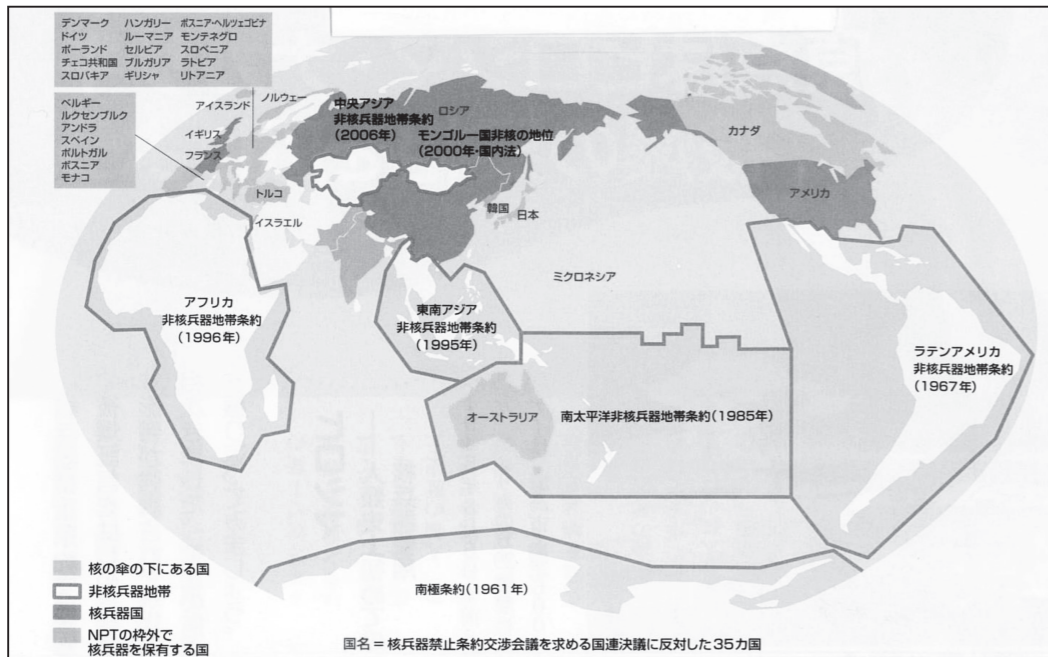 デンマーク ハンガリー ボスニア・ヘルツェゴビナ
ドイツ ルーマニア モンテネグロ
ポーランド セルビア スロベニア
チェコ共和国 ブルガリア ラトビア
スロバキア ギリシャ リトアニア
ベルギー
ルクセンブルク
アンドラ
スペイン
ポルトガル
ボスニア
モナコ
アイスランド
ノルウェー
イギリス
フランス
トルコ
イスラエル
中央アジア
非核兵器地帯条約
(2006年)
ロシア
モンゴル一国非核の地位
(2000年・国内法)
韓国
日本
カナダ
アメリカ
ミクロネシア
アフリカ
非核兵器地帯条約
(1996年)
東南アジア
非核兵器地帯条約
(1995年)
オーストラリア
南太平洋非核兵器地帯条約(1985年)
ラテンアメリカ
非核兵器地帯条約
(1967年)
南極条約(1961年)
核の傘の下にある国
非核兵器地帯
核兵器国
NPTの枠外で
核兵器を保有する国
国名=核兵器禁止条約交渉会議を求める国連決議に反対した35カ国